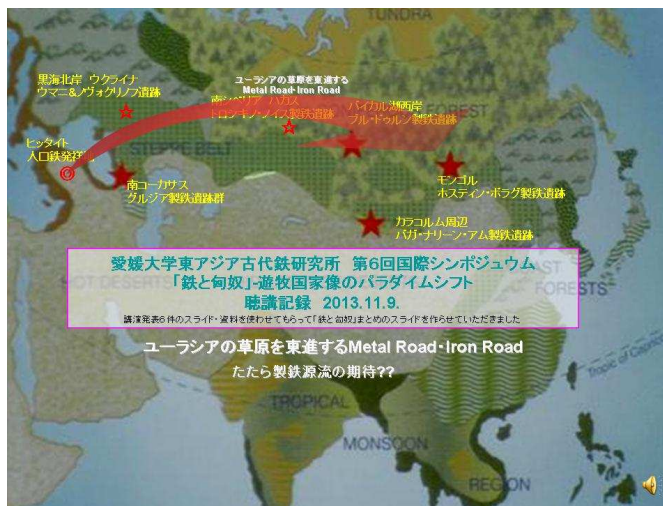 TUNDRA
黒海北岸 ウクライナ
ウマニ&ノヴォクリノフ遺跡
ユーラシアの草原を東進する
Metal Road・Iron Road
南シベリア ハカス
トロシキノ・ノイス製鉄遺跡
バイカル湖西岸
ブル・ドゥルン製鉄遺跡
FOREST
ヒッタイト
人口鉄発祥
STEPPE BELT
南コーカサス
グルジア製鉄遺跡群
モンゴル
ホスティン・ボラグ製鉄遺跡
カラコルム周辺
バガ・ナリーン・アム製鉄遺跡
愛媛大学東アジア古代鉄研究所 第6回国際シンポジュウム
「鉄と匈奴」-遊牧国家像のパラダイムシフト
聴講記録 2013.11.9.
講演発表6件のスライド・資料を使わせてもらって「鉄と匈奴」まとめのスライドを作らせていただきました
HOT DESERTS
EAST
FORESTS
ユーラシアの草原を東進するMetal Road・Iron Road
たたら製鉄源流の期待??
Tropic of Capric
TROPICAL
MONSOON
REGION